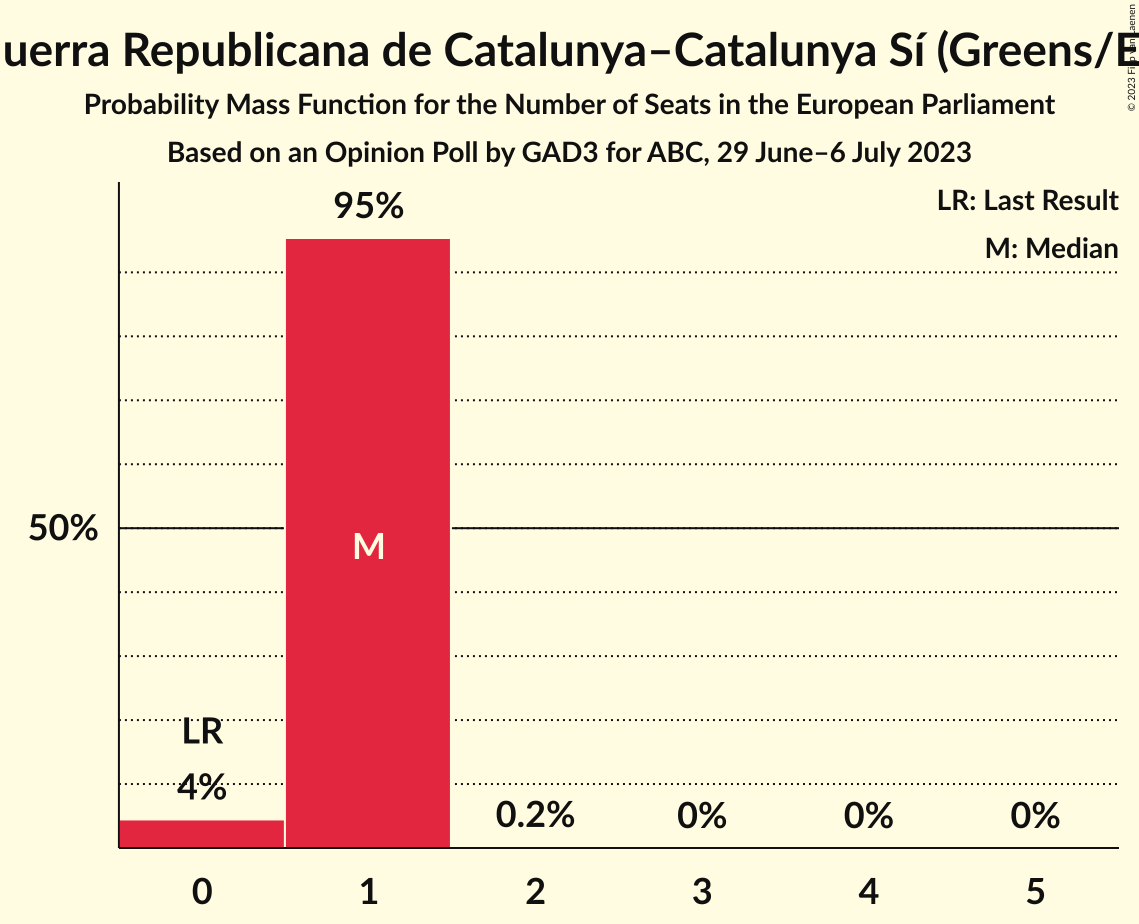 uerra Republicana de Catalunya–Catalunya Sí (Greens/E
Probability Mass Function for the Number of Seats in the European Parliament
Based on an Opinion Poll by GAD3 for ABC, 29 June–6 July 2023
LR: Last Result
M: Median
95%
50%
M
LR
4%
0.2%
0%
0%
0%
0
1
2
3
4
5